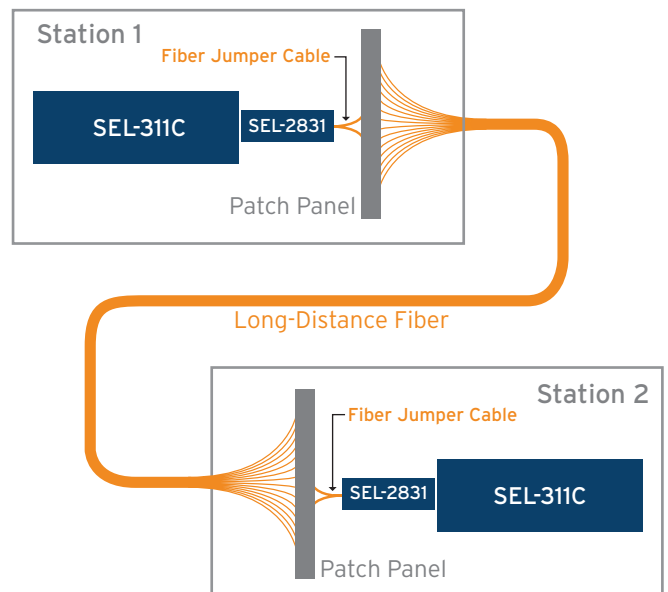 Station 1
Fiber Jumper Cable
SEL-311C
SEL-2831
Patch Panel
Long-Distance Fiber
Station 2
Fiber Jumper Cable
SEL-2831
SEL-311C
Patch Panel